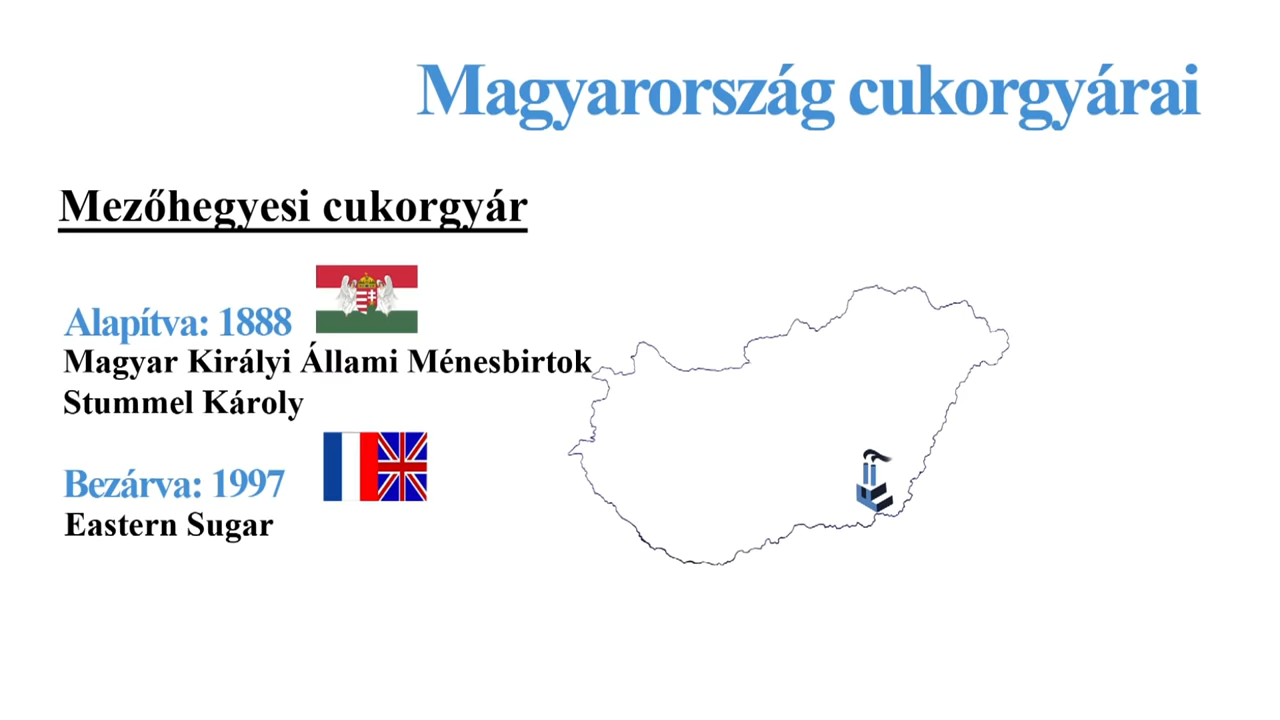 Magyarország cukorgyárai
Mezőhegyesi cukorgyár
Alapítva: 1888
Magyar Királyi Állami Ménesbirtok
Stummel Károly
Bezárva: 1997
Eastern Sugar